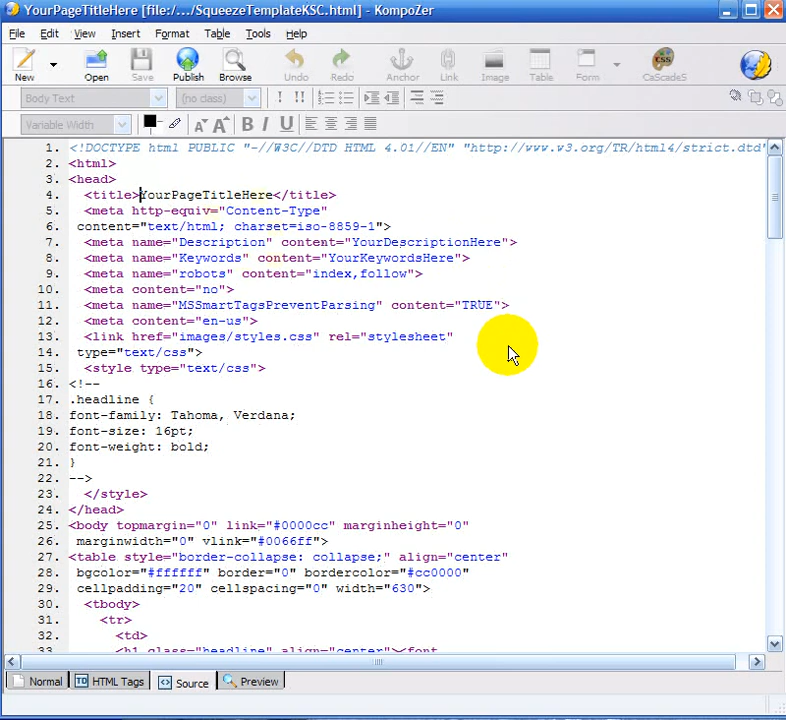 YourPageTitleHere [file:/.../SqueezeTemplateKSC.html] - KompoZer
File Edit View Insert Format Table Tools Help
New Open Save Publish Browse Undo Redo Anchor Link Image Table Form CaScadeS
Body Text (no class) ! !!
Variable Width A A B I U
1. <!DOCTYPE html PUBLIC "-//W3C//DTD HTML 4.01//EN" "http://www.w3.org/TR/html4/strict.dtd"
2. <html>
3. <head>
4. <title>YourPageTitleHere</title>
5. <meta http-equiv="Content-Type"
6. content="text/html; charset=iso-8859-1">
7. <meta name="Description" content="YourDescriptionHere">
8. <meta name="Keywords" content="YourKeywordsHere">
9. <meta name="robots" content="index,follow">
10. <meta content="no">
11. <meta name="MSSmartTagsPreventParsing" content="TRUE">
12. <meta content="en-us">
13. <link href="images/styles.css" rel="stylesheet"
14. type="text/css">
15. <style type="text/css">
16. <!--
17. .headline {
18. font-family: Tahoma, Verdana;
19. font-size: 16pt;
20. font-weight: bold;
21. }
22. -->
23. </style>
24. </head>
25. <body topmargin="0" link="#0000cc" marginheight="0"
26. marginwidth="0" vlink="#0066ff">
27. <table style="border-collapse: collapse;" align="center"
28. bgcolor="#ffffff" border="0" bordercolor="#cc0000"
29. cellpadding="20" cellspacing="0" width="630">
30. <tbody>
31. <tr>
32. <td>
33. <h1 class="headline" align="center"><font
Normal HTML Tags Source Preview